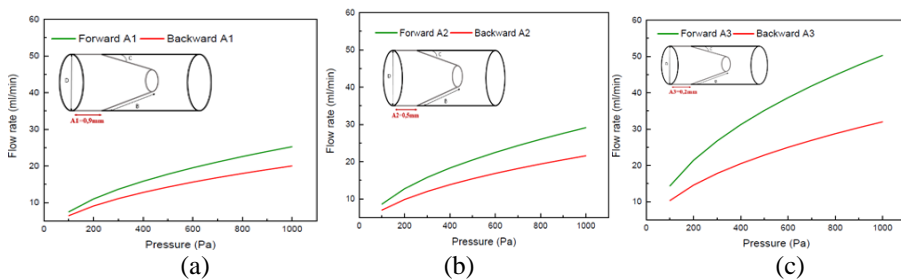 Forward A1 Backward A1
60
50
40
30
20
10
Flow rate (ml/min)
D
C
B
A1=0,9mm
0 200 400 600 800 1000
Pressure (Pa)
(a)
Forward A2 Backward A2
60
50
40
30
20
10
Flow rate (ml/min)
D
C
B
A2=0,5mm
0 200 400 600 800 1000
Pressure (Pa)
(b)
Forward A3 Backward A3
60
50
40
30
20
10
Flow rate (ml/min)
D
C
B
A3=0,2mm
0 200 400 600 800 1000
Pressure (Pa)
(c)